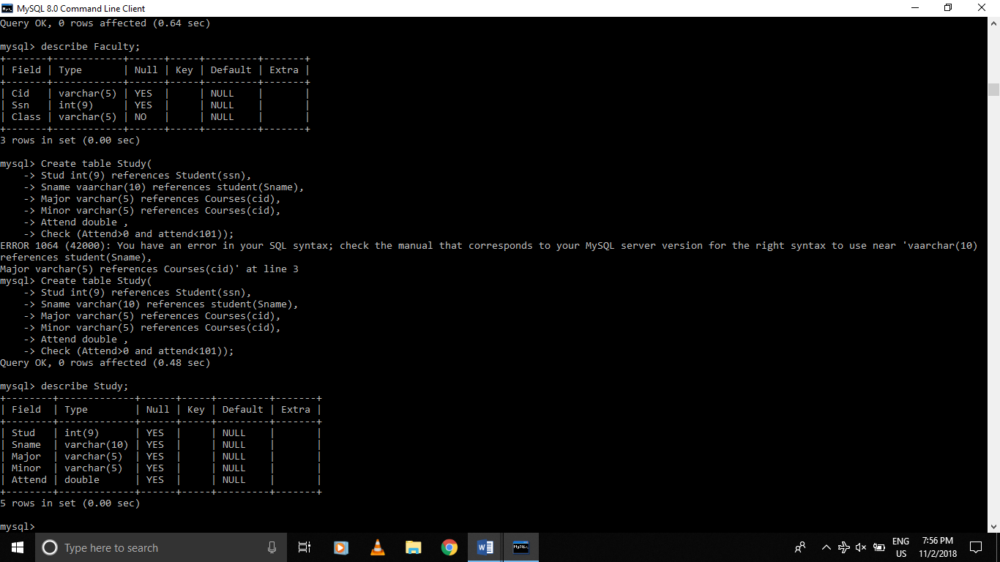 MySQL 8.0 Command Line Client
Query OK, 0 rows affected (0.64 sec)
mysql> describe Faculty;
+-------+------------+------+-----+---------+-------+
| Field | Type       | Null | Key | Default | Extra |
+-------+------------+------+-----+---------+-------+
| Cid   | varchar(5) | YES  |     | NULL    |       |
| Ssn   | int(9)     | YES  |     | NULL    |       |
| Class | varchar(5) | NO   |     | NULL    |       |
+-------+------------+------+-----+---------+-------+
3 rows in set (0.00 sec)
mysql> Create table Study(
    -> Stud int(9) references Student(ssn),
    -> Sname vaarchar(10) references student(Sname),
    -> Major varchar(5) references Courses(cid),
    -> Minor varchar(5) references Courses(cid),
    -> Attend double ,
    -> Check (Attend>0 and attend<101));
ERROR 1064 (42000): You have an error in your SQL syntax; check the manual that corresponds to your MySQL server version for the right syntax to use near 'vaarchar(10)
references student(Sname),
Major varchar(5) references Courses(cid)' at line 3
mysql> Create table Study(
    -> Stud int(9) references Student(ssn),
    -> Sname varchar(10) references student(Sname),
    -> Major varchar(5) references Courses(cid),
    -> Minor varchar(5) references Courses(cid),
    -> Attend double ,
    -> Check (Attend>0 and attend<101));
Query OK, 0 rows affected (0.48 sec)
mysql> describe Study;
+--------+-------------+------+-----+---------+-------+
| Field  | Type        | Null | Key | Default | Extra |
+--------+-------------+------+-----+---------+-------+
| Stud   | int(9)      | YES  |     | NULL    |       |
| Sname  | varchar(10) | YES  |     | NULL    |       |
| Major  | varchar(5)  | YES  |     | NULL    |       |
| Minor  | varchar(5)  | YES  |     | NULL    |       |
| Attend | double      | YES  |     | NULL    |       |
+--------+-------------+------+-----+---------+-------+
5 rows in set (0.00 sec)
mysql>
Type here to search
ENG
US
7:56 PM
11/2/2018